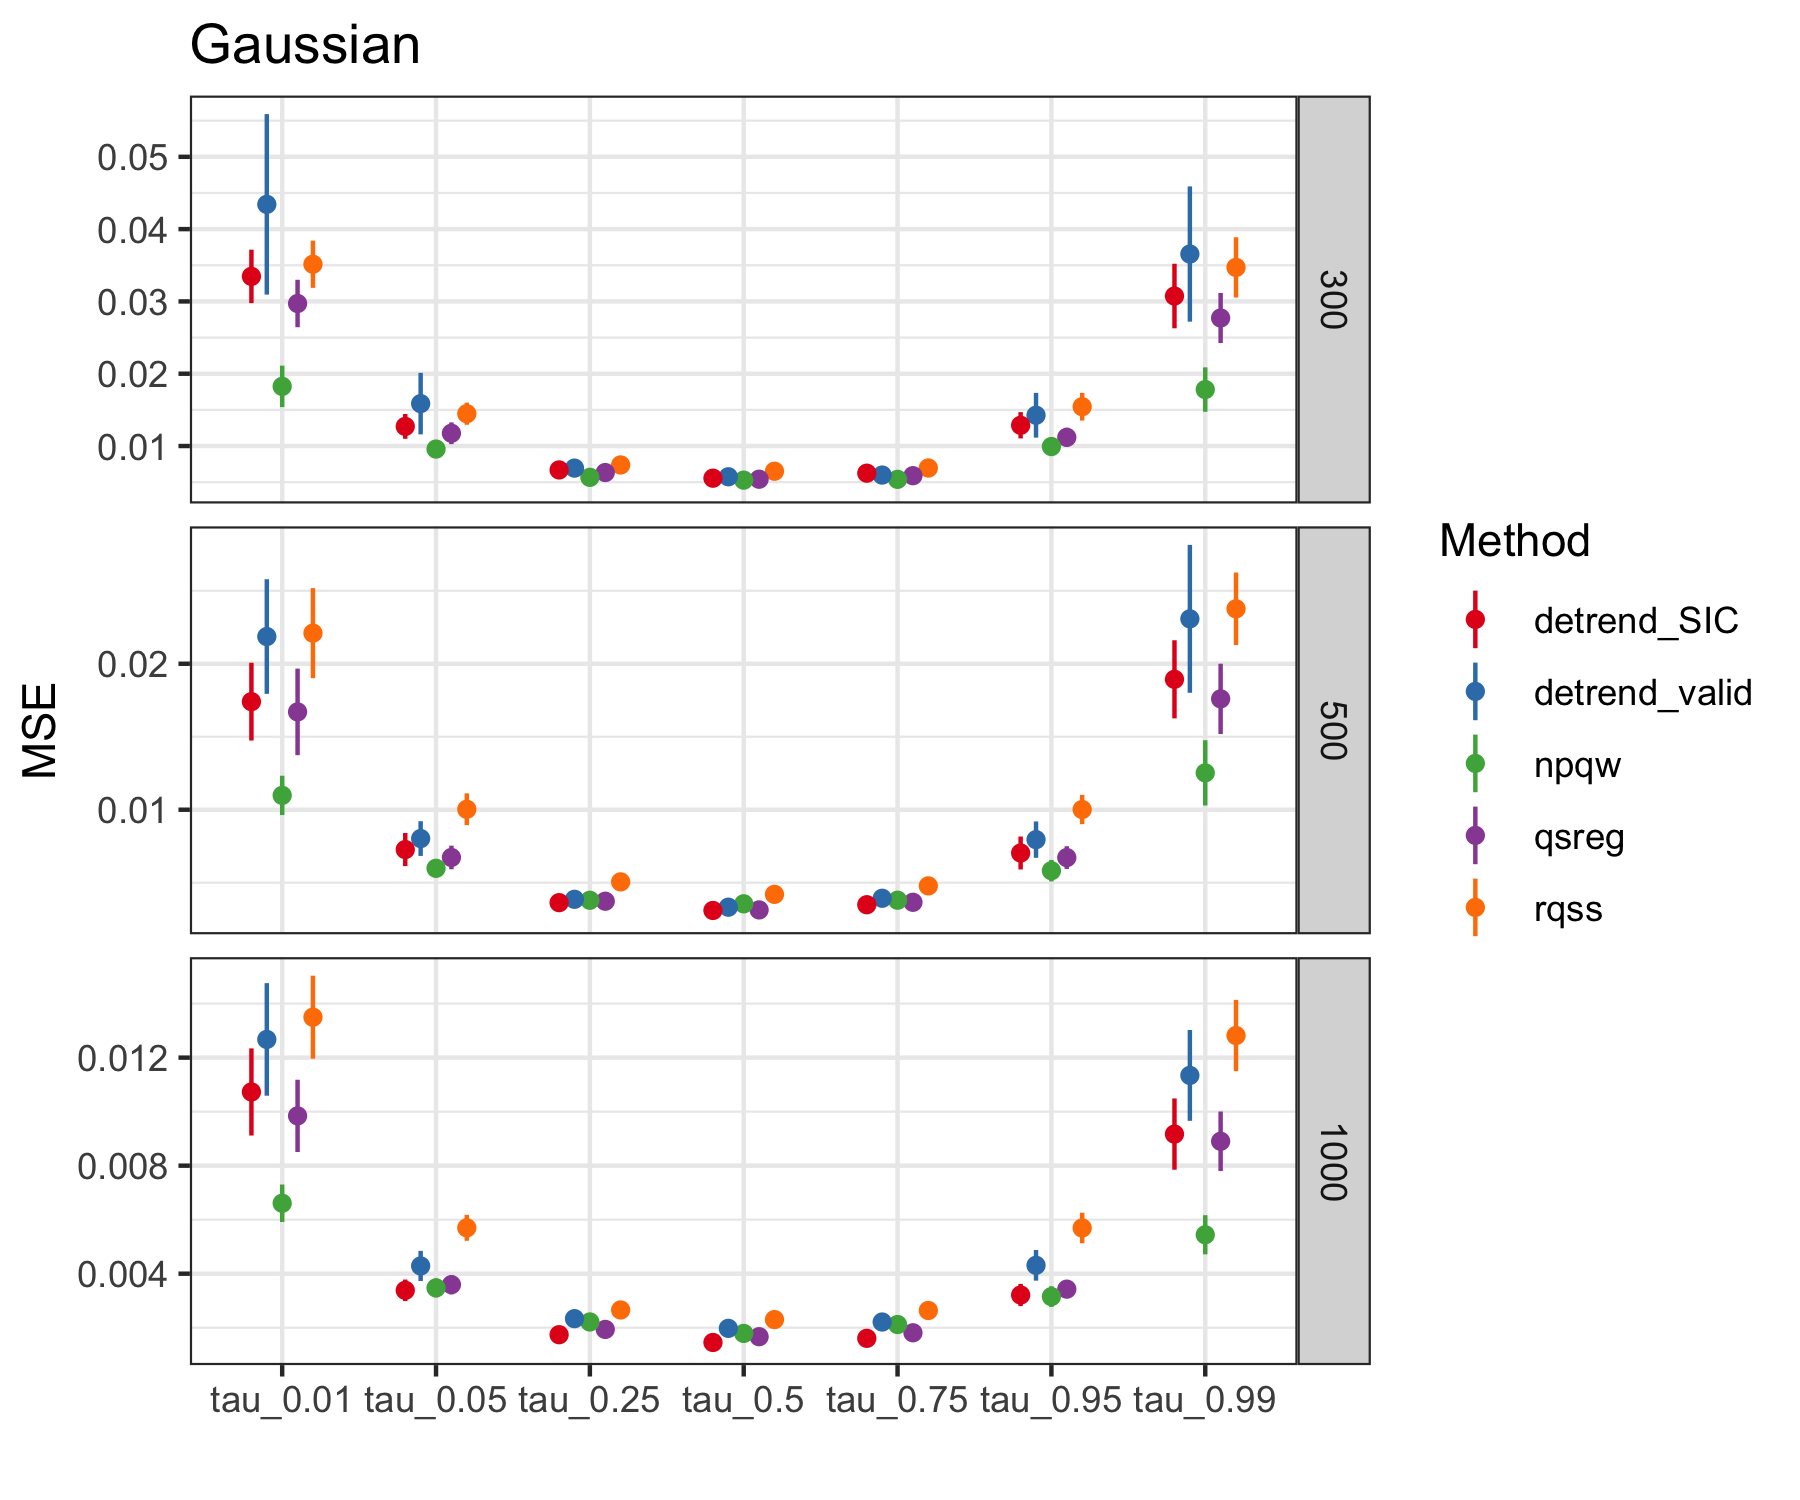 Gaussian
MSE
0.05
0.04
0.03
0.02
0.01
300
0.02
0.01
500
0.012
0.008
0.004
1000
tau_0.01 tau_0.05 tau_0.25 tau_0.5 tau_0.75 tau_0.95 tau_0.99
Method
detrend_SIC
detrend_valid
npqw
qsreg
rqss